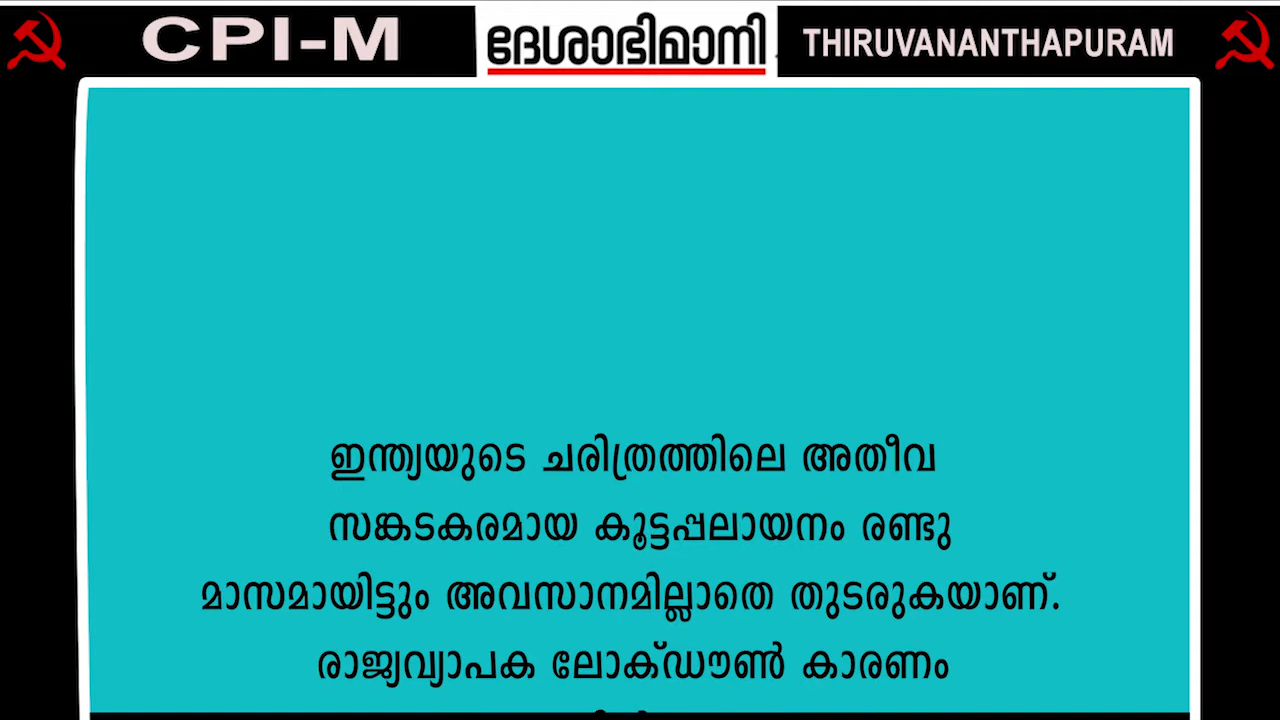 CPI-M
ദേശാഭിമാനി
THIRUVANANTHAPURAM
ഇന്ത്യയുടെ ചരിത്രത്തിലെ അതീവ
സങ്കടകരമായ കൂട്ടപ്പലായനം രണ്ടു
മാസമായിട്ടും അവസാനമില്ലാതെ തുടരുകയാണ്.
രാജ്യവ്യാപക ലോക്ഡൗൺ കാരണം